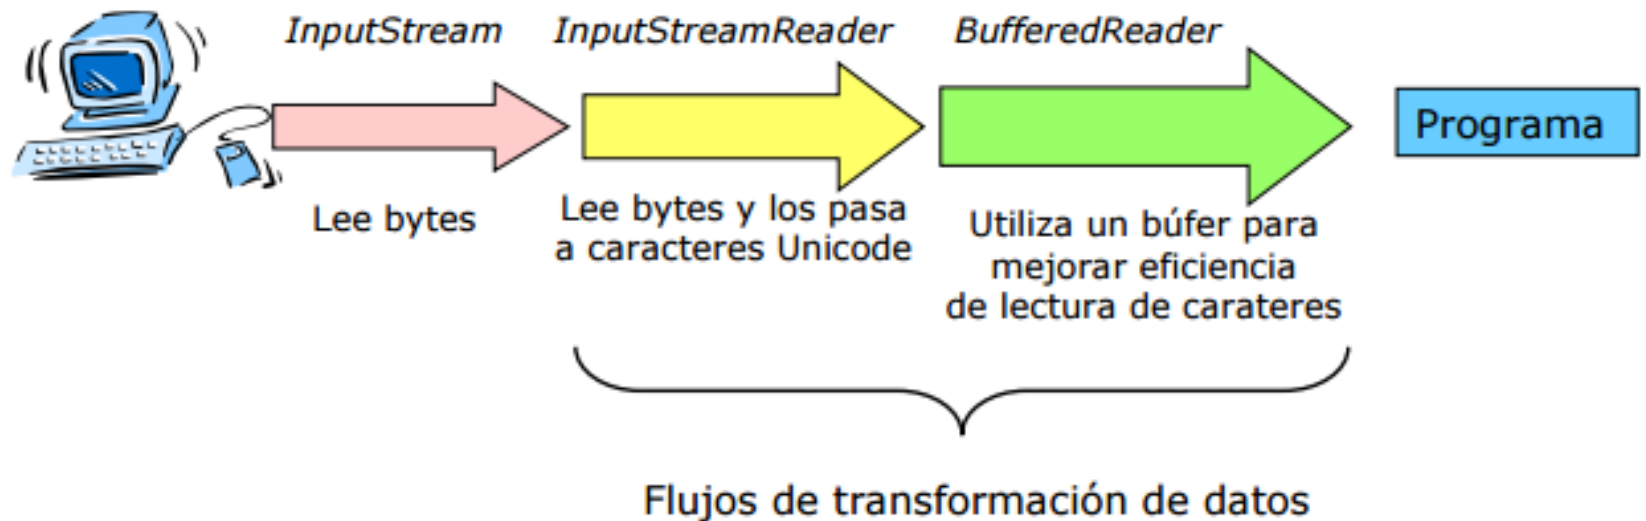 InputStream
InputStreamReader
BufferedReader
Programa
Lee bytes
Lee bytes y los pasa
a caracteres Unicode
Utiliza un búfer para
mejorar eficiencia
de lectura de carateres
Flujos de transformación de datos